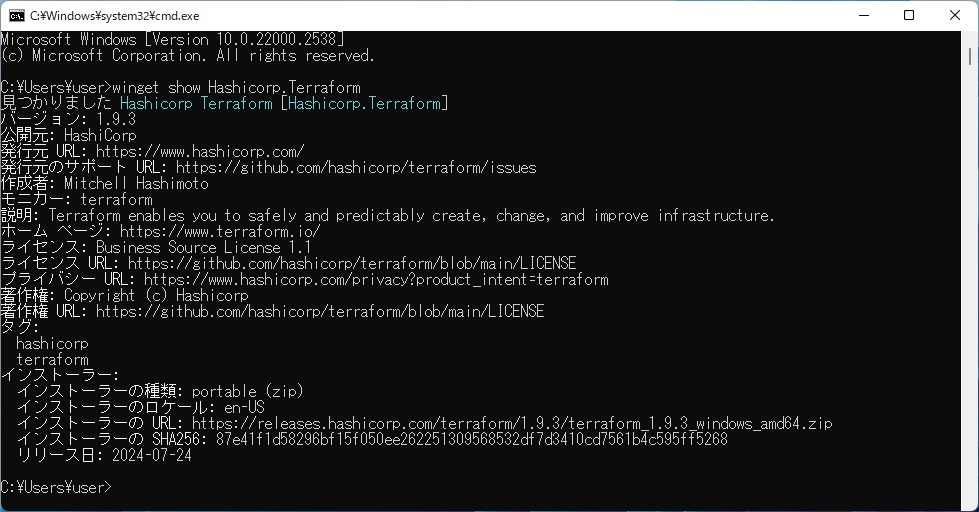 C:¥Windows¥system32¥cmd.exe
Microsoft Windows [Version 10.0.22000.2538]
(c) Microsoft Corporation. All rights reserved.
C:¥Users¥user>winget show Hashicorp.Terraform
見つかりました Hashicorp Terraform [Hashicorp.Terraform]
バージョン: 1.9.3
公開元: HashiCorp
発行元 URL: https://www.hashicorp.com/
発行元のサポート URL: https://github.com/hashicorp/terraform/issues
作成者: Mitchell Hashimoto
モニカー: terraform
説明: Terraform enables you to safely and predictably create, change, and improve infrastructure.
ホーム ページ: https://www.terraform.io/
ライセンス: Business Source License 1.1
ライセンス URL: https://github.com/hashicorp/terraform/blob/main/LICENSE
プライバシー URL: https://www.hashicorp.com/privacy?product_intent=terraform
著作権: Copyright (c) Hashicorp
著作権 URL: https://github.com/hashicorp/terraform/blob/main/LICENSE
タグ:
  hashicorp
  terraform
インストーラー:
  インストーラーの種類: portable (zip)
  インストーラーのロケール: en-US
  インストーラーの URL: https://releases.hashicorp.com/terraform/1.9.3/terraform_1.9.3_windows_amd64.zip
  インストーラーの SHA256: 87e41f1d58296bf15f050ee262251309568532df7d3410cd7561b4c595ff5268
  リリース日: 2024-07-24
C:¥Users¥user>